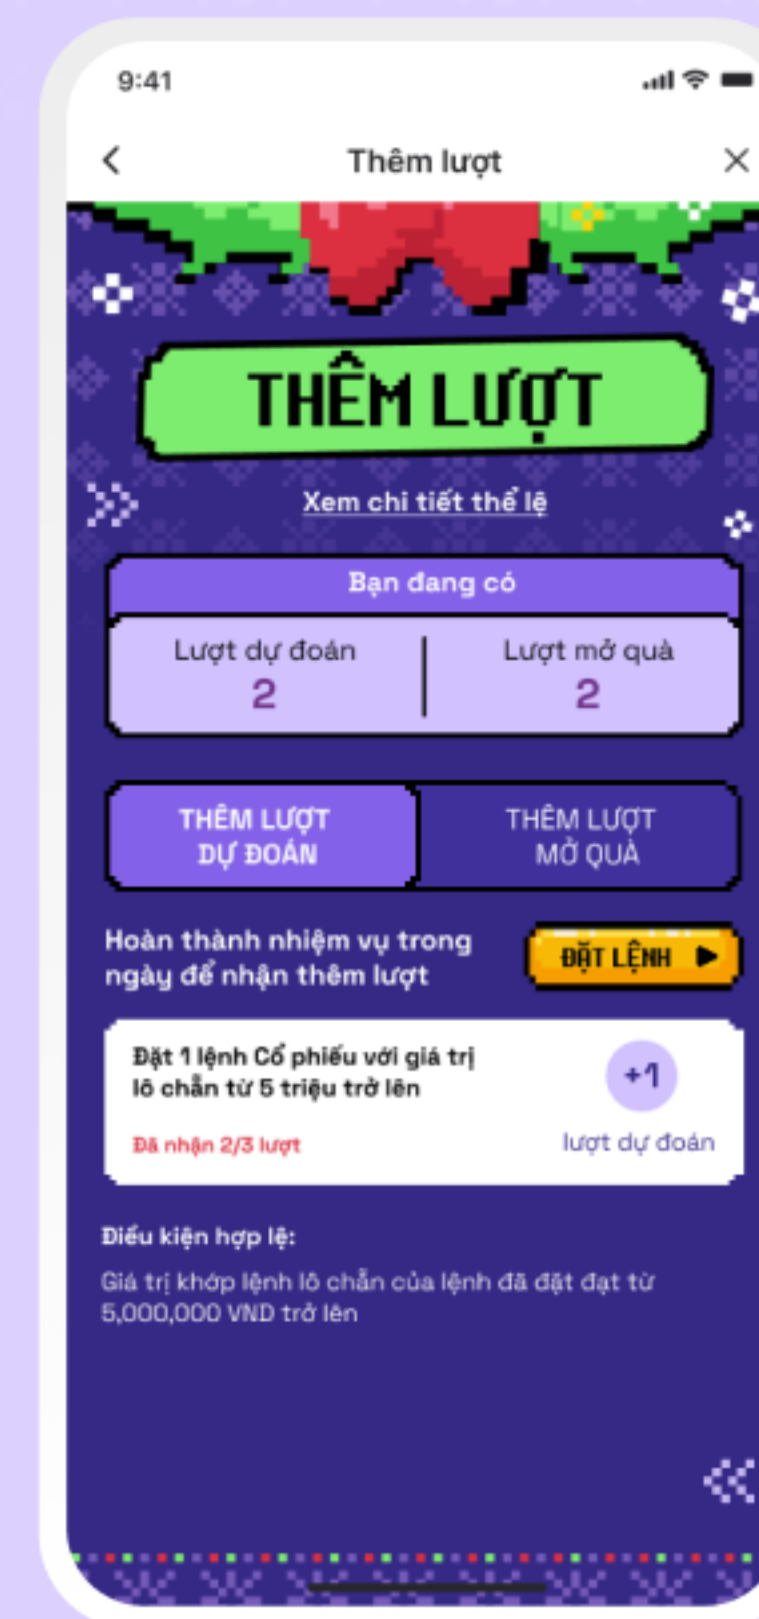 9:41
Thêm lượt
THÊM LƯỢT
Xem chi tiết thể lệ
Bạn đang có
Lượt dự đoán
Lượt mở quà
2
2
THÊM LƯỢT
DỰ ĐOÁN
THÊM LƯỢT
MỞ QUÀ
Hoàn thành nhiệm vụ trong
ngày để nhận thêm lượt
ĐẶT LỆNH
Đặt 1 lệnh Cổ phiếu với giá trị
lô chẵn từ 5 triệu trở lên
Đã nhận 2/3 lượt
+1
lượt dự đoán
Điều kiện hợp lệ:
Giá trị khớp lệnh lô chẵn của lệnh đã đặt đạt từ
5,000,000 VND trở lên